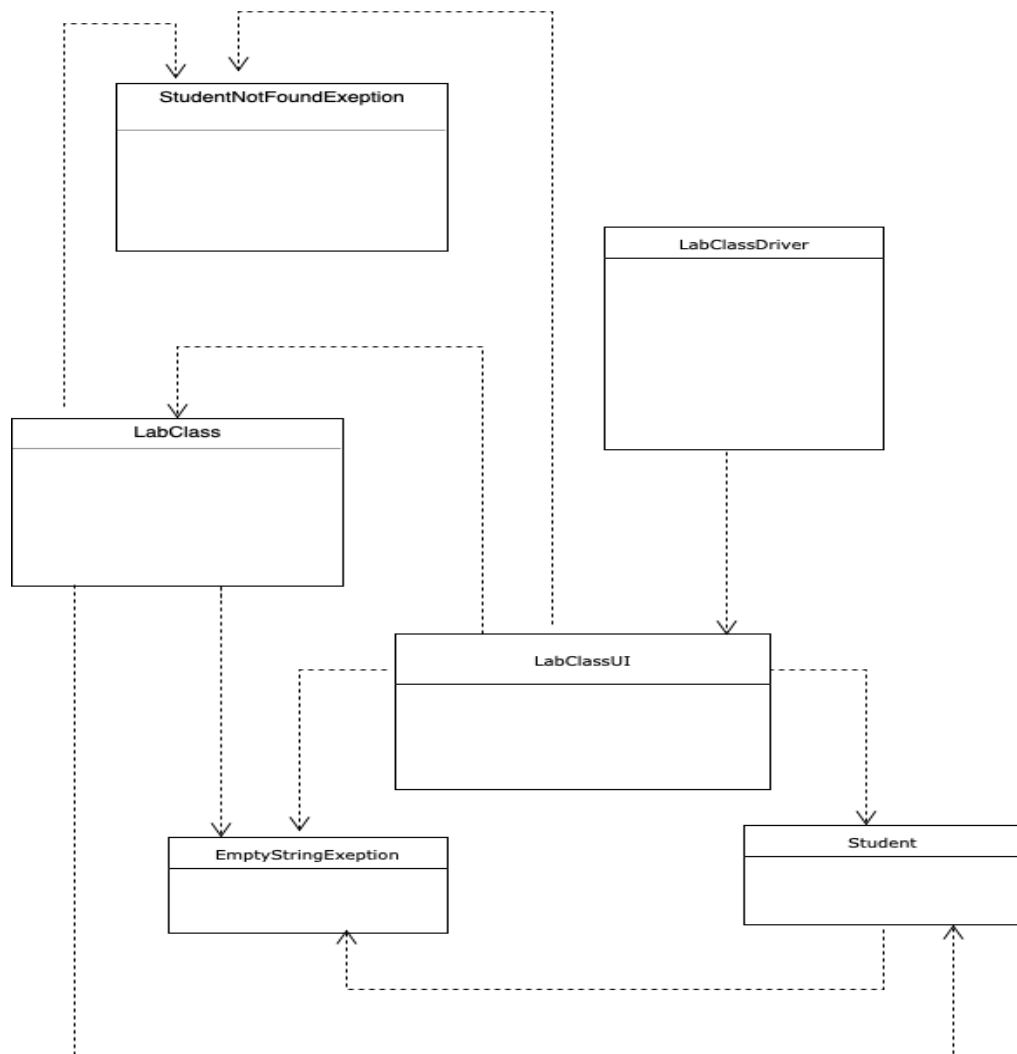 StudentNotFoundExeption
LabClassDriver
LabClass
LabClassUI
EmptyStringExeption
Student